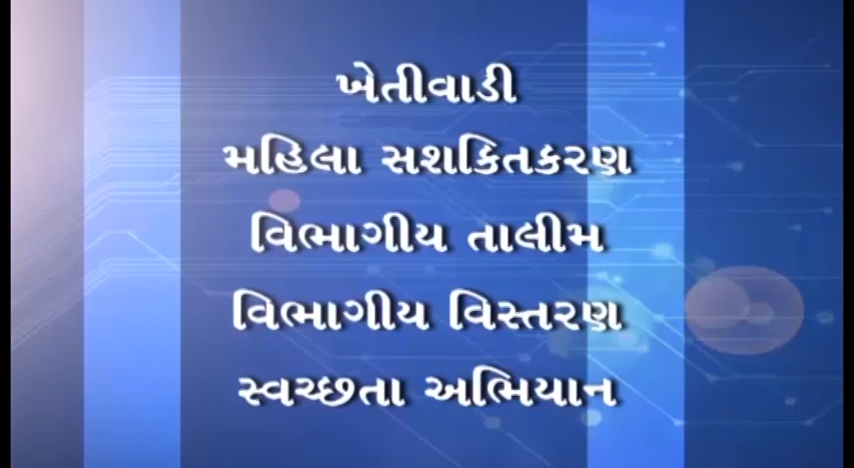 ખેતીવાડી
મહિલા સશકિતકરણ
વિભાગીય તાલીમ
વિભાગીય વિસ્તરણ
સ્વચ્છતા અભિયાન